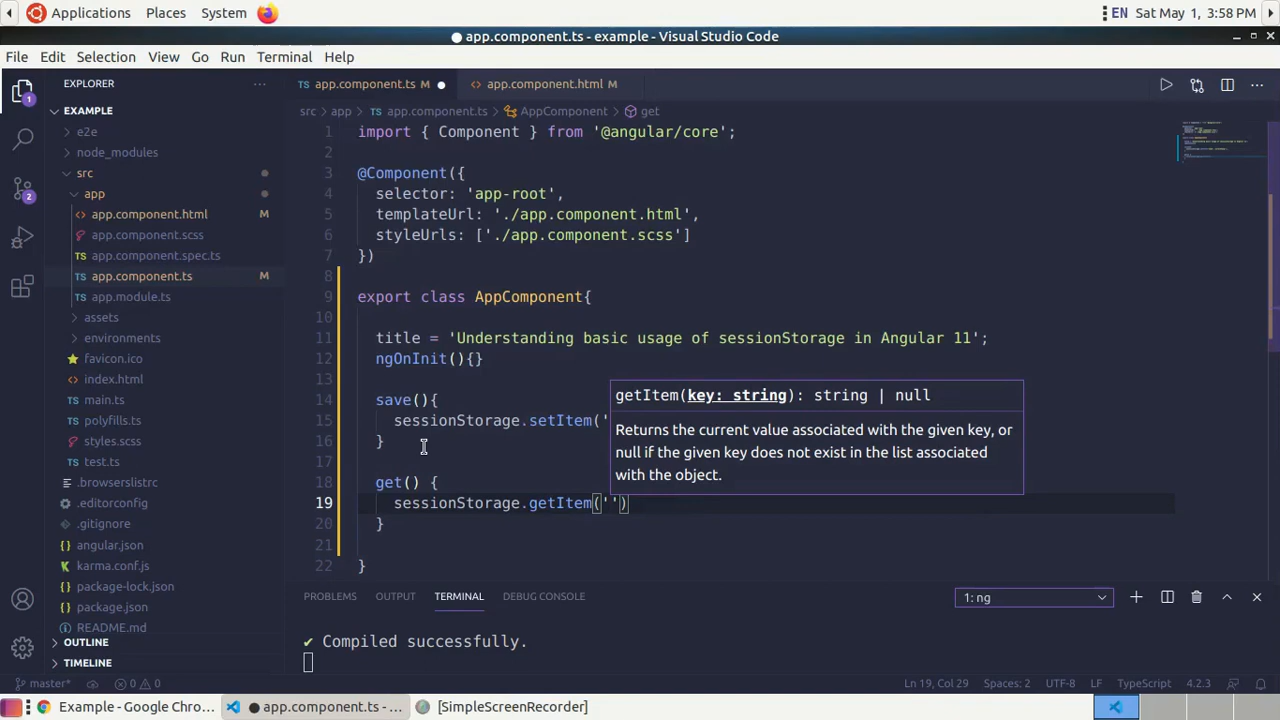 Applications Places System EN Sat May 1, 3:58 PM
● app.component.ts - example - Visual Studio Code
File Edit Selection View Go Run Terminal Help
EXPLORER ··· app.component.ts M ● app.component.html M ···
1
2
EXAMPLE
e2e
node_modules
src
app
app.component.html M
app.component.scss
app.component.spec.ts
app.component.ts M
app.module.ts
assets
environments
favicon.ico
index.html
main.ts
polyfills.ts
styles.scss
test.ts
.browserslistrc
.editorconfig
.gitignore
angular.json
karma.conf.js
package-lock.json
package.json
README.md
OUTLINE
TIMELINE
src > app > app.component.ts > AppComponent > get
1 import { Component } from '@angular/core';
2
3 @Component({
4 selector: 'app-root',
5 templateUrl: './app.component.html',
6 styleUrls: ['./app.component.scss']
7 })
8
9 export class AppComponent{
10
11 title = 'Understanding basic usage of sessionStorage in Angular 11';
12 ngOnInit(){}
13
14 save(){
15 sessionStorage.setItem('
16 }
17
18 get() {
19 sessionStorage.getItem('')
20 }
21
22 }
getItem(key: string): string | null
Returns the current value associated with the given key, or
null if the given key does not exist in the list associated
with the object.
PROBLEMS OUTPUT TERMINAL DEBUG CONSOLE 1: ng
✔ Compiled successfully.
master* 0 0 Ln 19, Col 29 Spaces: 2 UTF-8 LF TypeScript 4.2.3
Example - Google Chro... ● app.component.ts - ... [SimpleScreenRecorder]